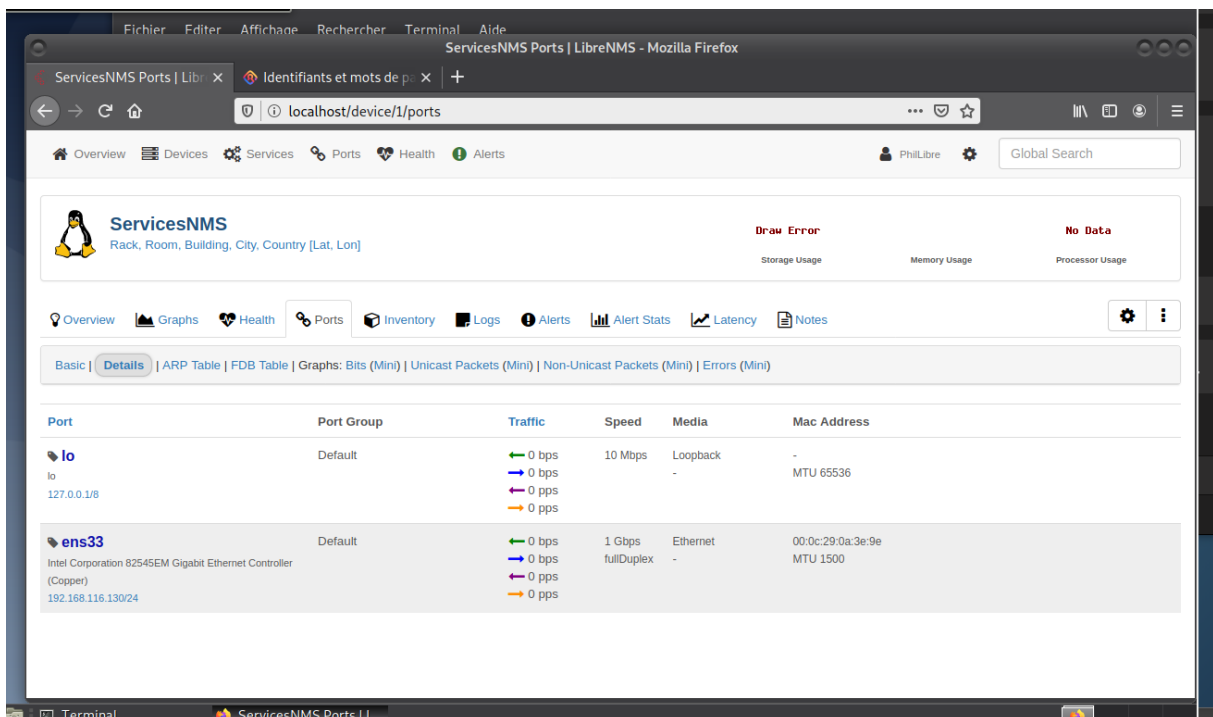 Fichier Editer Affichage Rechercher Terminal Aide
ServicesNMS Ports | LibreNMS - Mozilla Firefox
ServicesNMS Ports | Libr
Identifiants et mots de pa
localhost/device/1/ports
Overview Devices Services Ports Health Alerts
PhilLibre
Global Search
ServicesNMS
Rack, Room, Building, City, Country [Lat, Lon]
Draw Error
No Data
Storage Usage
Memory Usage
Processor Usage
Overview Graphs Health Ports Inventory Logs Alerts Alert Stats Latency Notes
Basic | Details | ARP Table | FDB Table | Graphs: Bits (Mini) | Unicast Packets (Mini) | Non-Unicast Packets (Mini) | Errors (Mini)
Port Port Group Traffic Speed Media Mac Address
lo Default 0 bps 10 Mbps Loopback -
lo 0 bps - MTU 65536
127.0.0.1/8 0 pps
0 pps
ens33 Default 0 bps 1 Gbps Ethernet 00:0c:29:0a:3e:9e
Intel Corporation 82545EM Gigabit Ethernet Controller 0 bps fullDuplex - MTU 1500
(Copper) 0 pps
192.168.116.130/24 0 pps
Terminal
ServicesNMS Ports | L